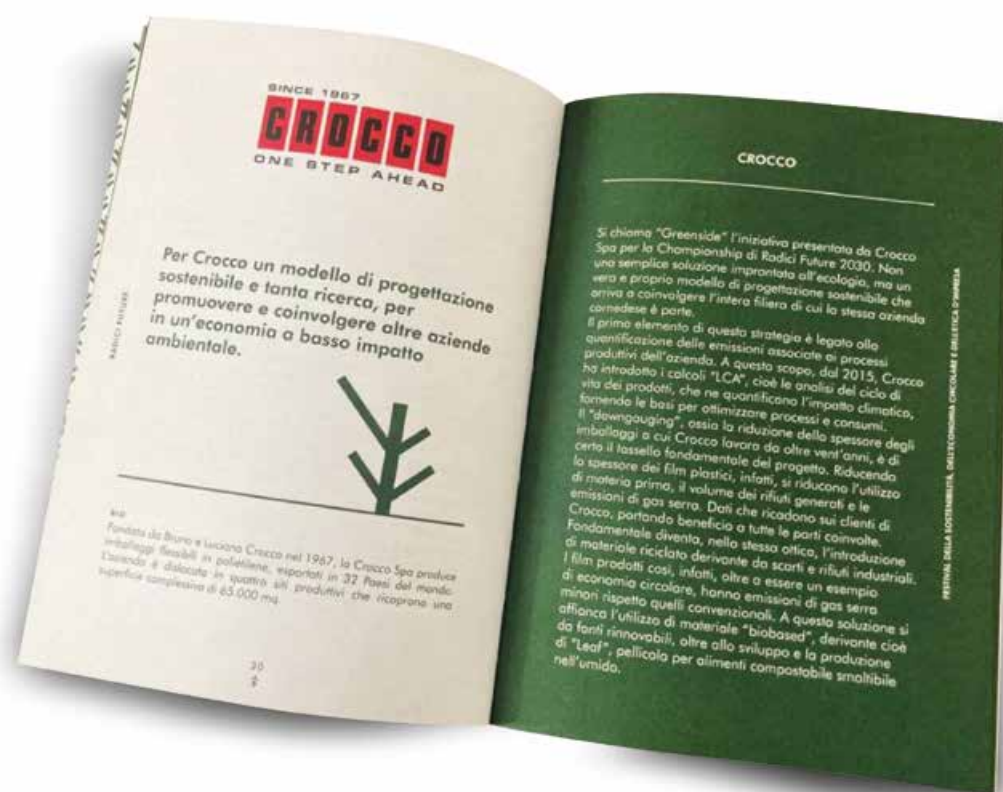 SINCE 1967
CROCCO
ONE STEP AHEAD
RADICI FUTURE
Per Crocco un modello di progettazione
sostenibile e tanta ricerca, per
promuovere e coinvolgere altre aziende
in un'economia a basso impatto
ambientale.
BIO
Fondata da Bruno e Luciana Crocco nel 1967, la Crocco Spa produce
imballaggi flessibili in polietilene, esportati in 32 Paesi del mondo.
L'azienda è dislocata in quattro siti produttivi che ricoprono una
superficie complessiva di 65.000 mq.
30
CROCCO
Si chiama "Greenside" l'iniziativa presentata da Crocco
Spa per la Championship di Radici Future 2030. Non
una semplice soluzione improntata all'ecologia, ma un
vero e proprio modello di progettazione sostenibile che
arriva a coinvolgere l'intera filiera di cui la stessa azienda
cornedese è parte.
Il primo elemento di questa strategia è legato alla
quantificazione delle emissioni associate ai processi
produttivi dell'azienda. A questo scopo, dal 2015, Crocco
ha introdotto i calcoli "LCA", cioè le analisi del ciclo di
vita dei prodotti, che ne quantificano l'impatto climatico,
fornendo le basi per ottimizzare processi e consumi.
Il "downgauging", ossia la riduzione dello spessore degli
imballaggi a cui Crocco lavora da oltre vent'anni, è di
certo il tassello fondamentale del progetto. Riducendo
lo spessore dei film plastici, infatti, si riducono l'utilizzo
di materia prima, il volume dei rifiuti generati e le
emissioni di gas serra. Dati che ricadono sui clienti di
Crocco, portando beneficio a tutte le parti coinvolte.
Fondamentale diventa, nella stessa ottica, l'introduzione
di materiale riciclato derivante da scarti e rifiuti industriali.
I film prodotti così, infatti, oltre a essere un esempio
di economia circolare, hanno emissioni di gas serra
minori rispetto quelli convenzionali. A questa soluzione si
affianca l'utilizzo di materiale "biobased", derivante cioè
da fonti rinnovabili, oltre allo sviluppo e la produzione
di "Leaf", pellicola per alimenti compostabile smaltibile
nell'umido.
FESTIVAL DELLA SOSTENIBILITÀ, DELL'ECONOMIA CIRCOLARE E DELL'ETICA D'IMPRESA